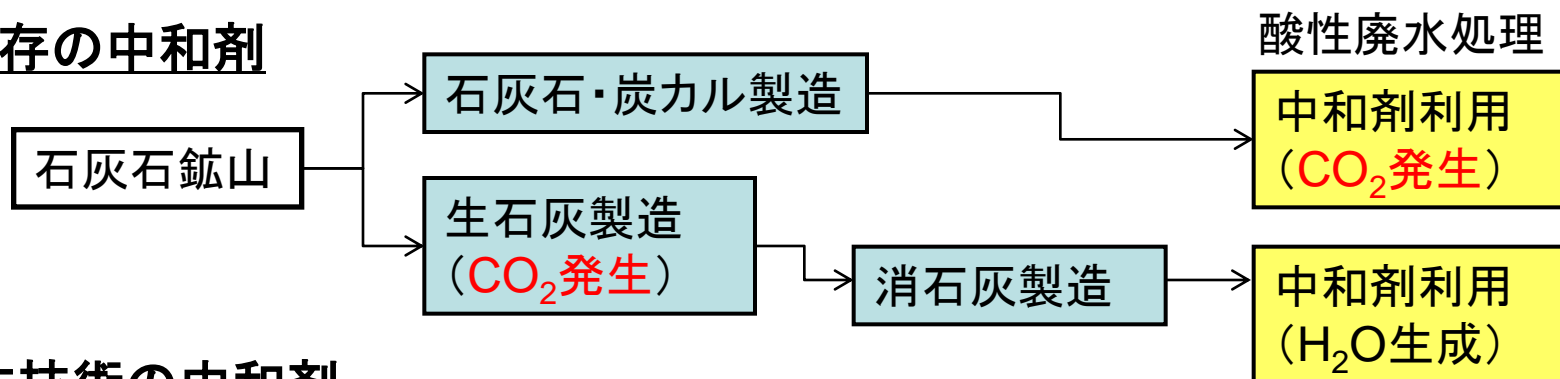 存の中和剤
酸性廃水処理
石灰石鉱山
石灰石・炭カル製造
中和剤利用
（CO₂発生）
生石灰製造
（CO₂発生）
消石灰製造
中和剤利用
（H₂O生成）
技術の中和剤